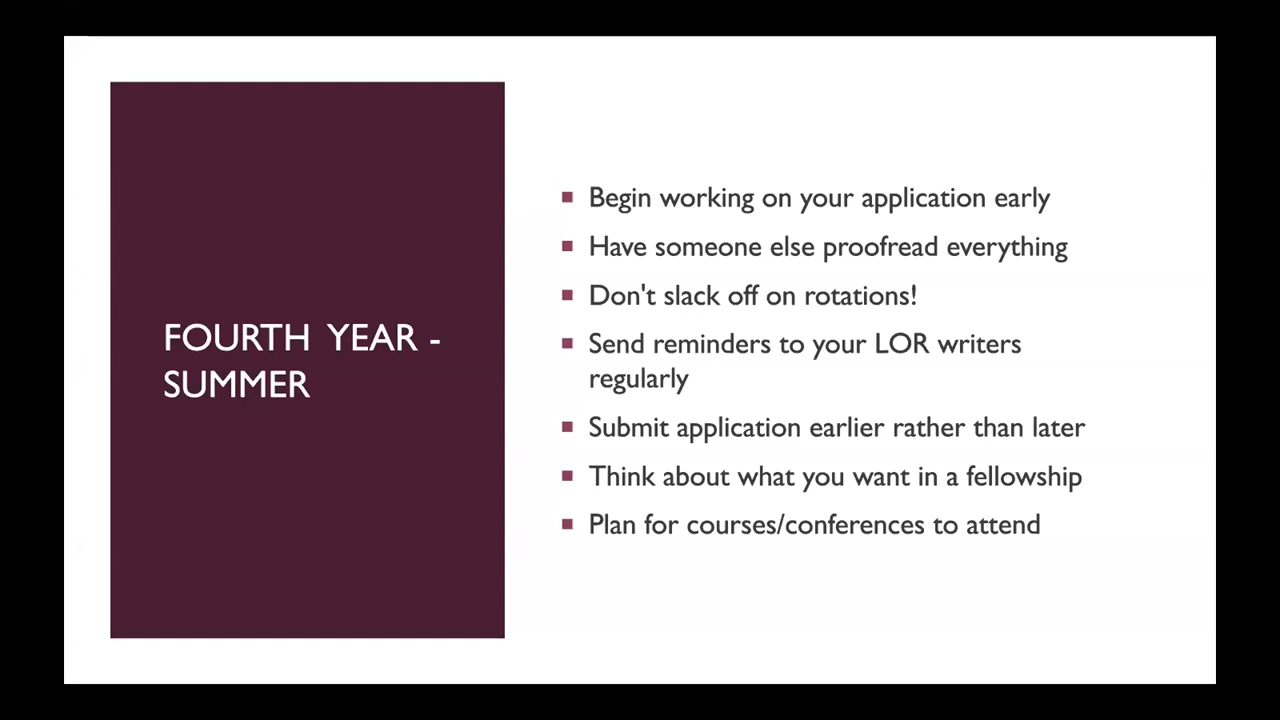 FOURTH YEAR -
SUMMER
Begin working on your application early
Have someone else proofread everything
Don't slack off on rotations!
Send reminders to your LOR writers
regularly
Submit application earlier rather than later
Think about what you want in a fellowship
Plan for courses/conferences to attend